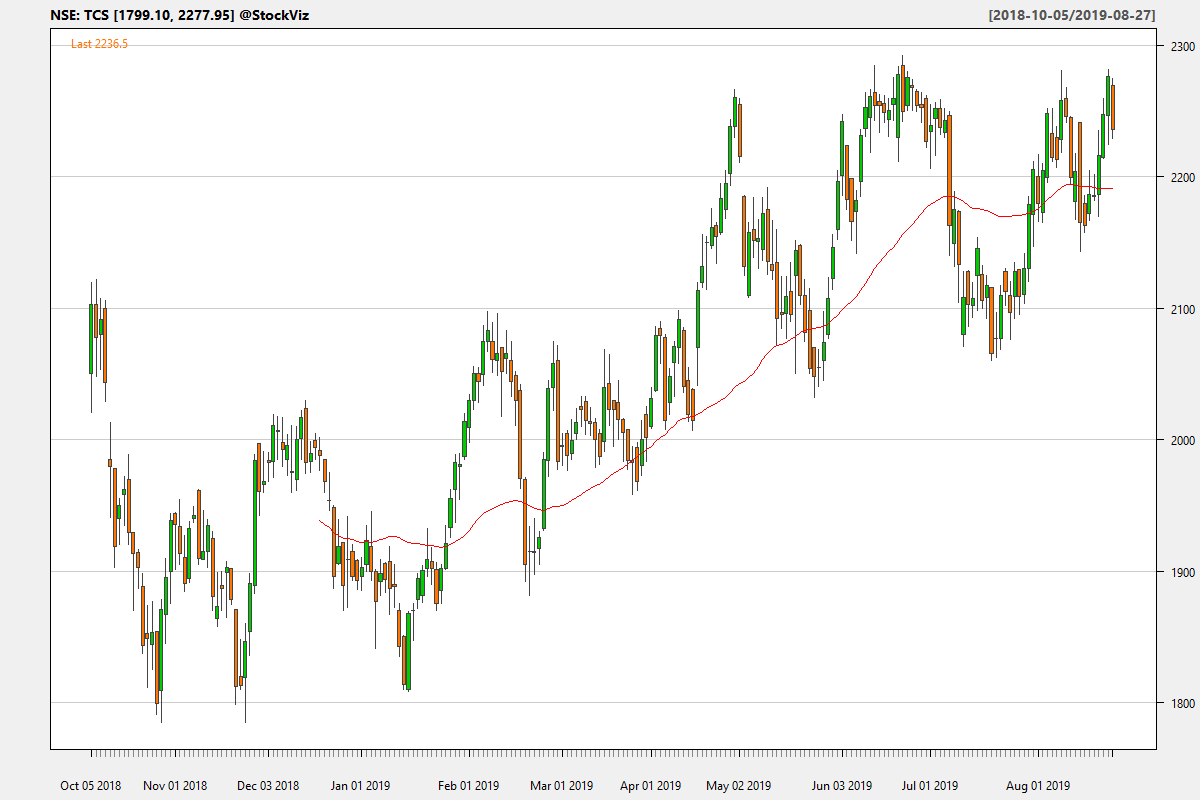 NSE: TCS [1799.10, 2277.95] @StockViz
[2018-10-05/2019-08-27]
Last 2236.5
2300
2200
2100
2000
1900
1800
Oct 05 2018
Nov 01 2018
Dec 03 2018
Jan 01 2019
Feb 01 2019
Mar 01 2019
Apr 01 2019
May 02 2019
Jun 03 2019
Jul 01 2019
Aug 01 2019